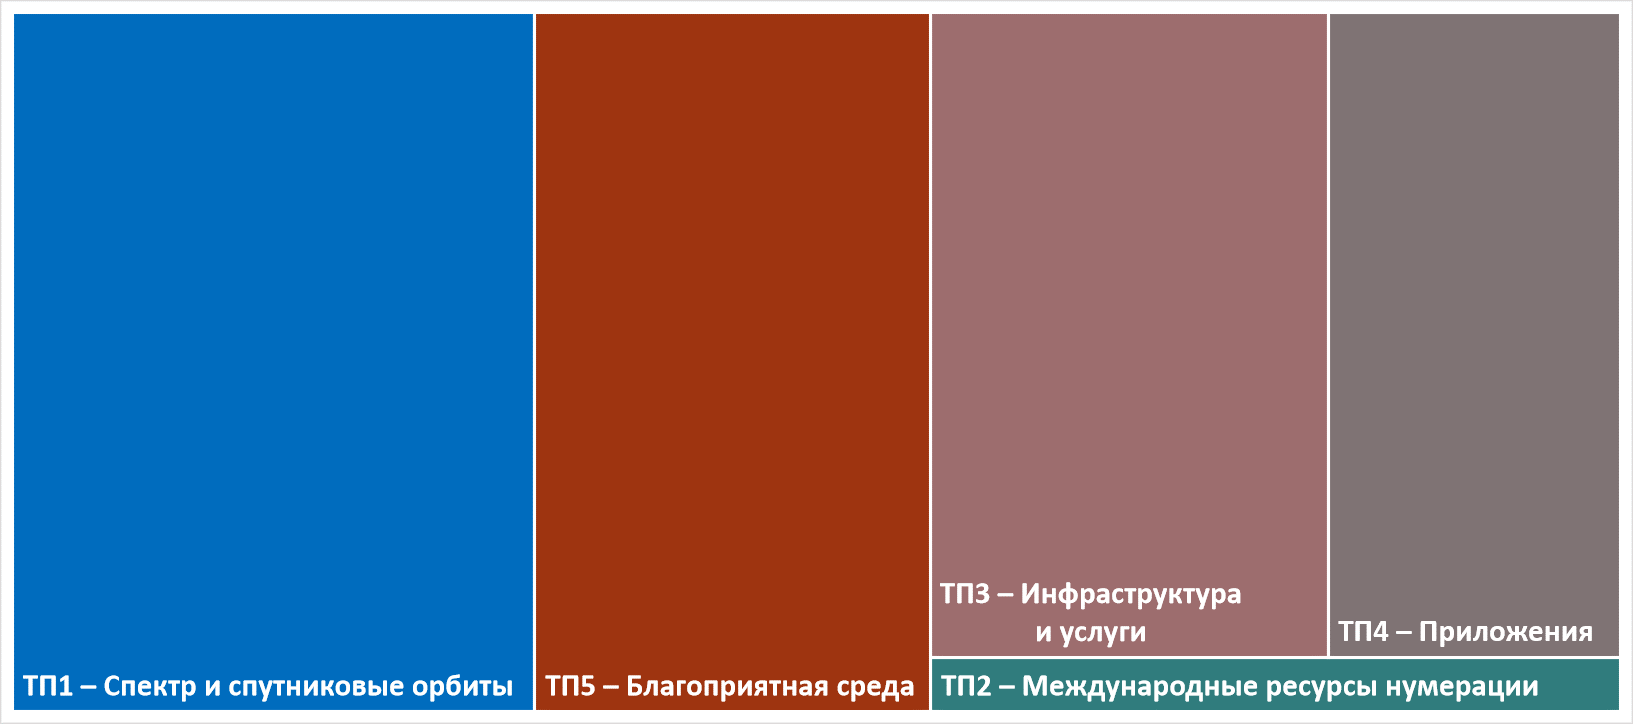 ТП1 – Спектр и спутниковые орбиты
ТП5 – Благоприятная среда
ТП3 – Инфраструктура
и услуги
ТП4 – Приложения
ТП2 – Международные ресурсы нумерации